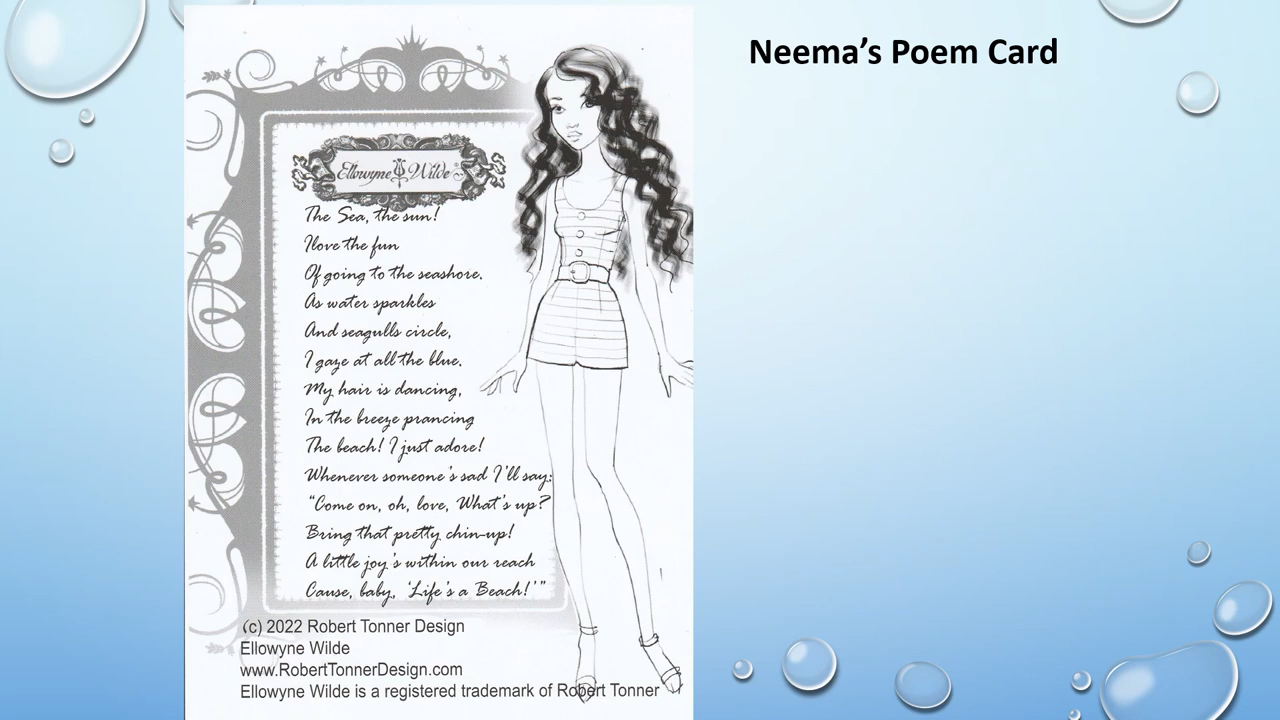 Neema’s Poem Card
Ellowyne Wilde
The Sea, the sun!
I love the fun
Of going to the seashore.
As water sparkles
And seagulls circle,
I gaze at all the blue.
My hair is dancing,
In the breeze prancing
The beach! I just adore!
Whenever someone’s sad I’ll say:
“Come on, oh, love, What’s up?
Bring that pretty chin-up!
A little joy’s within our reach
Cause, baby, ‘Life’s a Beach!’”
(c) 2022 Robert Tonner Design
Ellowyne Wilde
www.RobertTonnerDesign.com
Ellowyne Wilde is a registered trademark of Robert Tonner